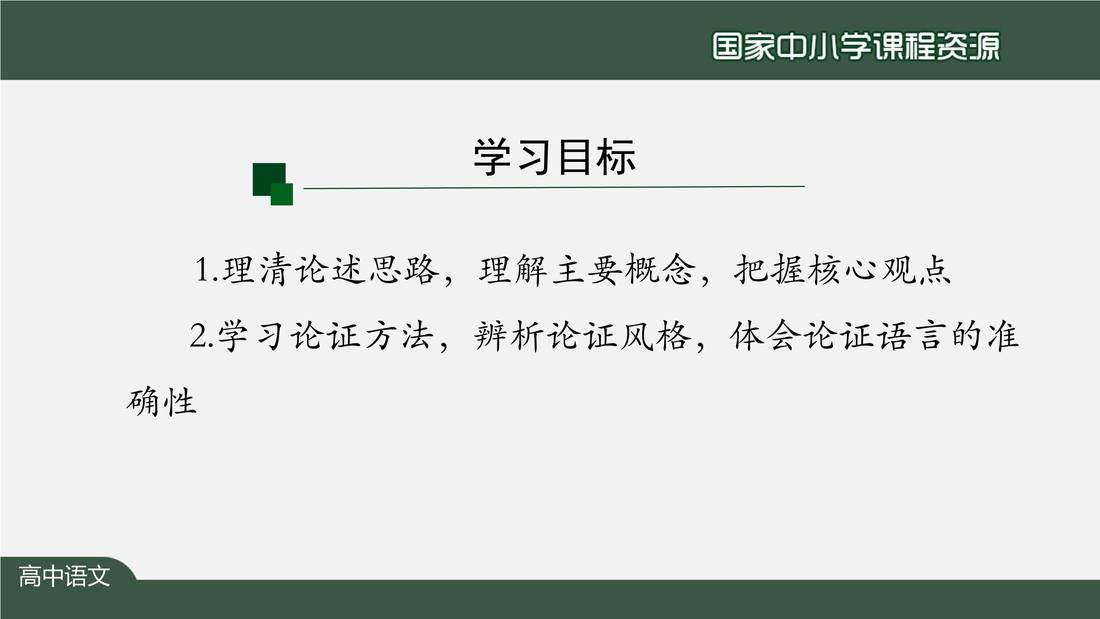 国家中小学课程资源
学习目标
1.理清论述思路，理解主要概念，把握核心观点
2.学习论证方法，辨析论证风格，体会论证语言的准
确性
高中语文